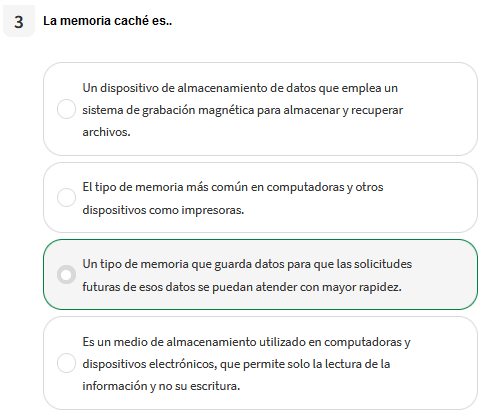 3 La memoria caché es..
Un dispositivo de almacenamiento de datos que emplea un
sistema de grabación magnética para almacenar y recuperar
archivos.
El tipo de memoria más común en computadoras y otros
dispositivos como impresoras.
Un tipo de memoria que guarda datos para que las solicitudes
futuras de esos datos se puedan atender con mayor rapidez.
Es un medio de almacenamiento utilizado en computadoras y
dispositivos electrónicos, que permite solo la lectura de la
información y no su escritura.